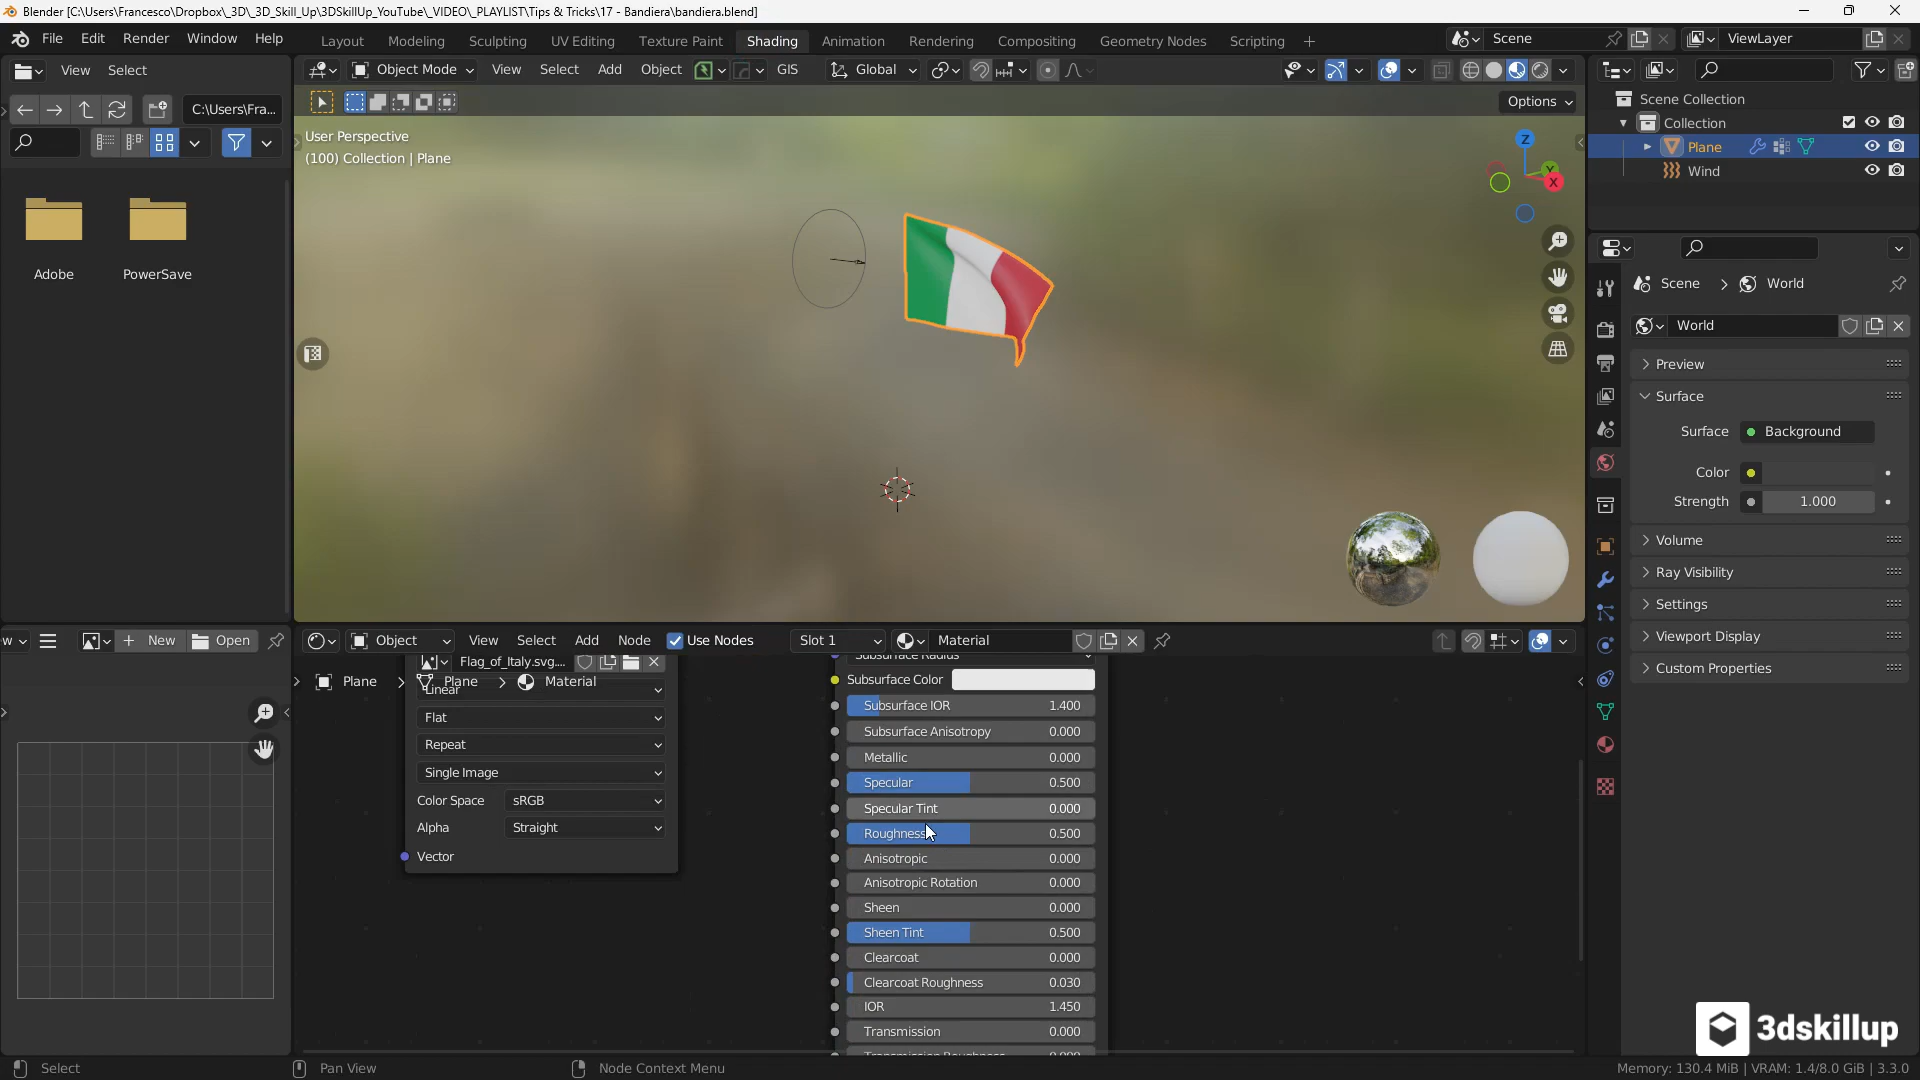 Blender [C:\Users\Francesco\Dropbox\_3D\_3D_Skill_Up\3DSkillUp_YouTube\_VIDEO\_PLAYLIST\Tips & Tricks\17 - Bandiera\bandiera.blend]
File Edit Render Window Help
Layout Modeling Sculpting UV Editing Texture Paint Shading Animation Rendering Compositing Geometry Nodes Scripting
Scene ViewLayer
View Select
Object Mode View Select Add Object GIS Global
C:\Users\Fra...
Options
User Perspective
(100) Collection | Plane
Z
Y
X
Adobe PowerSave
Scene Collection
Collection
Plane
Wind
Scene World
World
Preview
Surface
Surface Background
Color
Strength 1.000
Volume
Ray Visibility
Settings
Viewport Display
Custom Properties
New Open
Object View Select Add Node Use Nodes Slot 1 Material
Plane Plane Material
Flag_of_Italy.svg....
Linear
Flat
Repeat
Single Image
Color Space sRGB
Alpha Straight
Vector
Subsurface Radius
Subsurface Color
Subsurface IOR 1.400
Subsurface Anisotropy 0.000
Metallic 0.000
Specular 0.500
Specular Tint 0.000
Roughness 0.500
Anisotropic 0.000
Anisotropic Rotation 0.000
Sheen 0.000
Sheen Tint 0.500
Clearcoat 0.000
Clearcoat Roughness 0.030
IOR 1.450
Transmission 0.000
Transmission Roughness 0.000
3dskillup
Select Pan View Node Context Menu
Memory: 130.4 MiB | VRAM: 1.4/8.0 GiB | 3.3.0